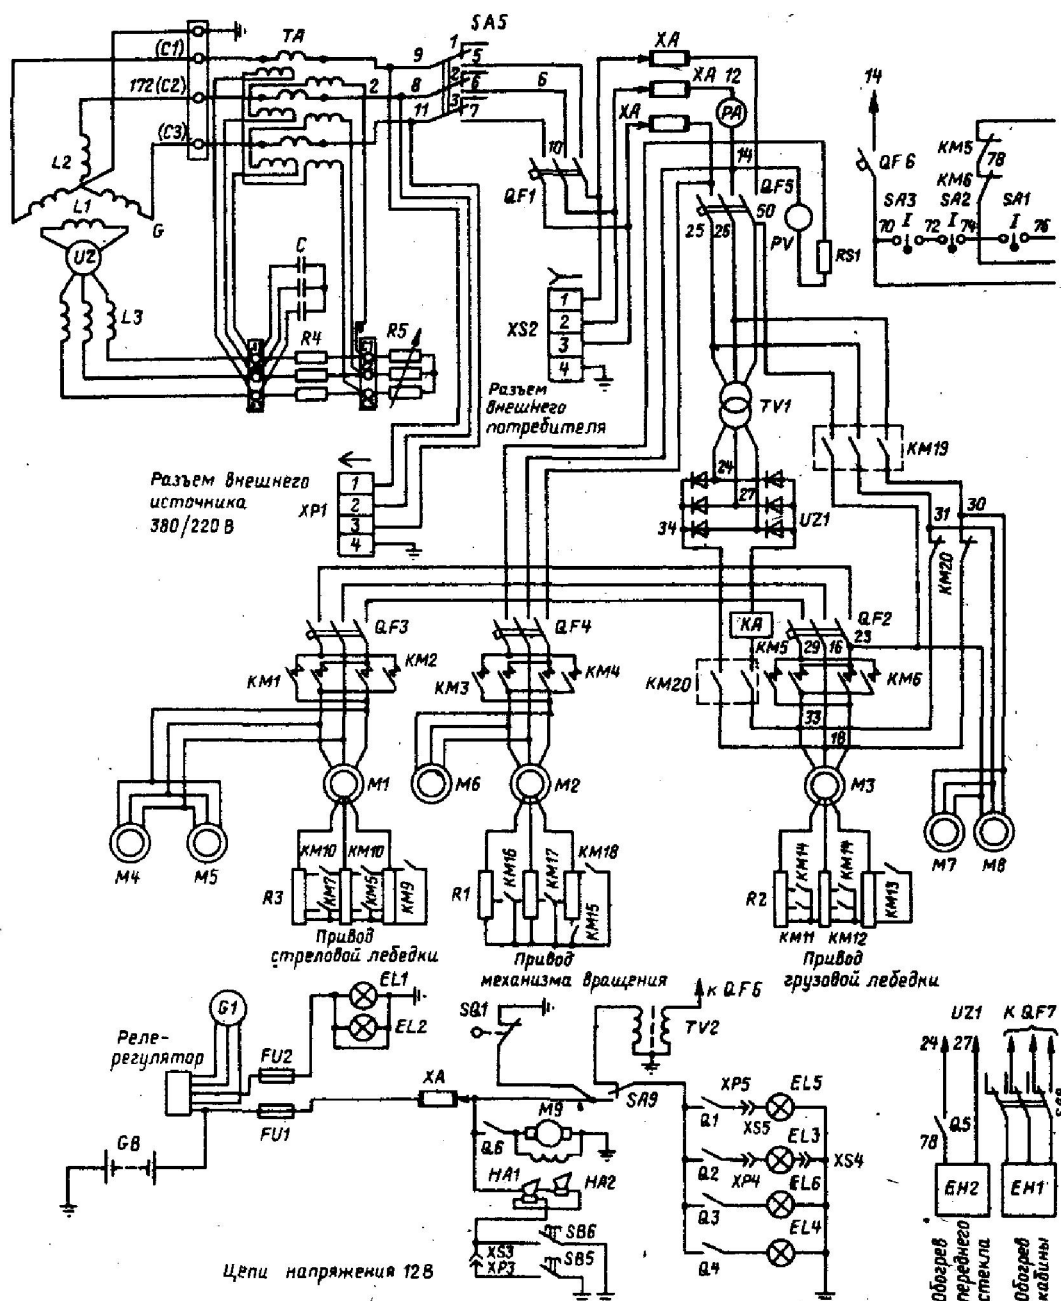 SA5
TA
XA
(C1)
9
1
5
XA 12
172(C2)
2
8
2
6
6
XA
PA
14
11
3
7
(C3)
10
14
KM5
78
L2
QF1
QF5
QF6
KM6
L1
G
50
SA3
SA2
SA1
25
26
PV
I
I
I
U2
RS1
70
72
74
76
C
L3
1
R4
R5
XS2
2
3
4
Разъем
внешнего
потребителя
TV1
KM19
Разъем внешнего
источника
380/220 В
XP1
1
2
3
4
24
27
34
UZ1
31
30
KM20
QF3
QF4
KA
QF2
23
KM5
29
16
KM1
KM2
KM3
KM4
KM20
KM6
33
18
M1
M6
M2
M3
M4
M5
M7
M8
KM10
KM10
KM16
KM17
KM18
KM14
KM14
R3
KM7
KM9
R1
KM15
R2
KM13
KM11
KM12
Привод
стреловой лебедки
Привод
механизма вращения
Привод
грузовой лебедки
EL1
EL2
G1
к QF6
SQ1
TV2
UZ1
К QF7
24
27
Реле-
регулятор
FU2
XA
SA9
XP5
EL5
M9
Q1
XS5
FU1
Q6
EL3
78
Q5
GB
HA1
HA2
Q2
XP4
XS4
EL6
EH2
EH1
Q3
EL4
SB6
XS3
XP3
SB5
Q4
Цепи напряжения 12В
Обогрев
переднего
стекла
Обогрев
кабины